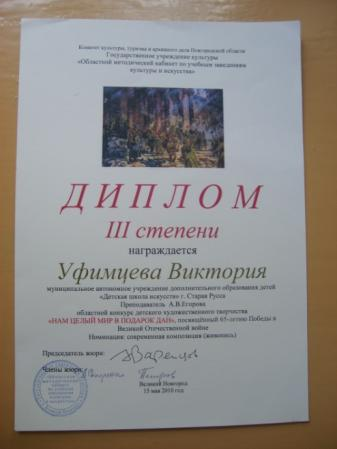 Комитет культуры, туризма и архивного дела Новгородской области
Государственное учреждение культуры
«Областной методический кабинет по учебным заведениям
культуры и искусства»
ДИПЛОМ
III степени
награждается
Уфимцева Виктория
муниципальное автономное учреждение дополнительного образования детей
«Детская школа искусств» г. Старая Русса
Преподаватель А.В.Егорова
областной конкурс детского художественного творчества
«НАМ ЦЕЛЫЙ МИР В ПОДАРОК ДАН», посвящённый 65-летию Победы в
Великой Отечественной войне
Номинация: современная композиция (живопись)
Председатель жюри:
Члены жюри:
Великий Новгород
15 мая 2010 год